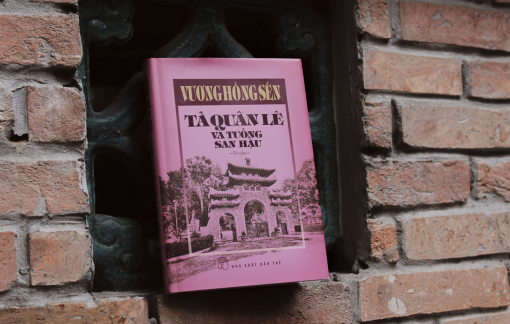 VƯƠNG HỒNG SỂN
TẢ QUÂN LÊ
VÀ TUỒNG
SAN HẬU
NHÀ XUẤT BẢN TRẺ